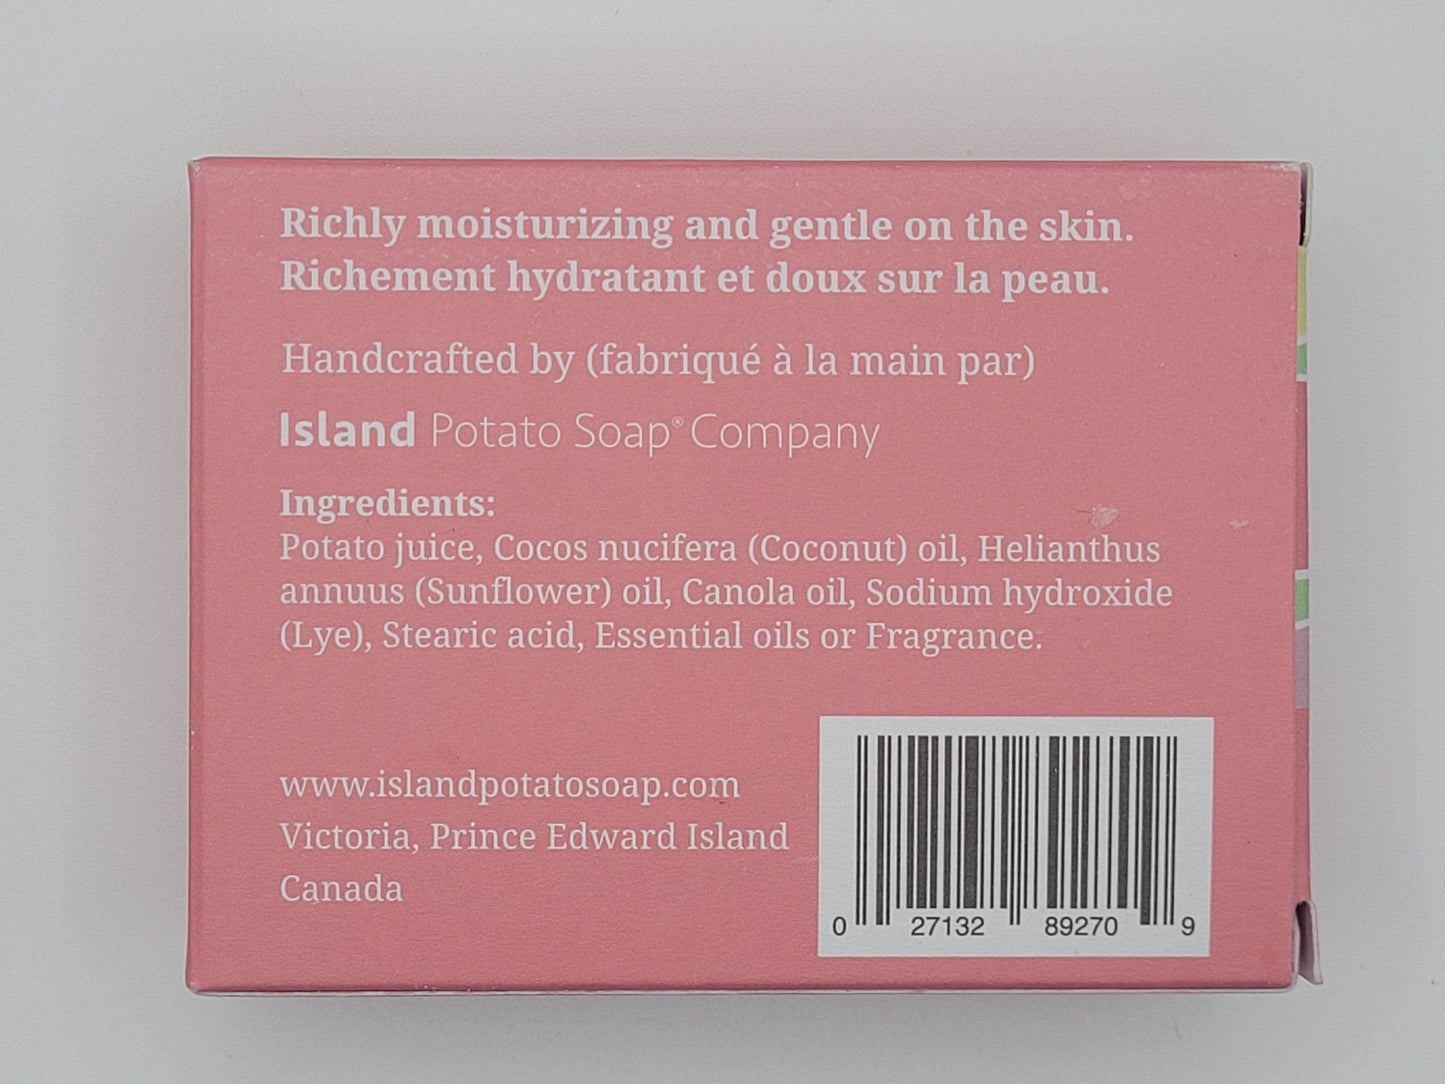 Richly moisturizing and gentle on the skin.
Richement hydratant et doux sur la peau.
Handcrafted by (fabriqué à la main par)
Island Potato Soap® Company
Ingredients:
Potato juice, Cocos nucifera (Coconut) oil, Helianthus
annuus (Sunflower) oil, Canola oil, Sodium hydroxide
(Lye), Stearic acid, Essential oils or Fragrance.
www.islandpotatosoap.com
Victoria, Prince Edward Island
Canada
0 27132 89270 9